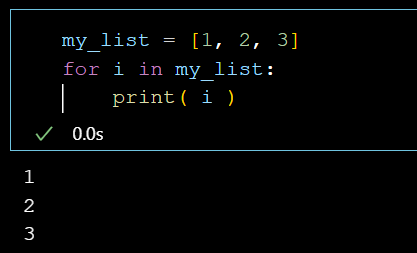 my_list = [1, 2, 3]
for i in my_list:
    print( i )
0.0s
1
2
3